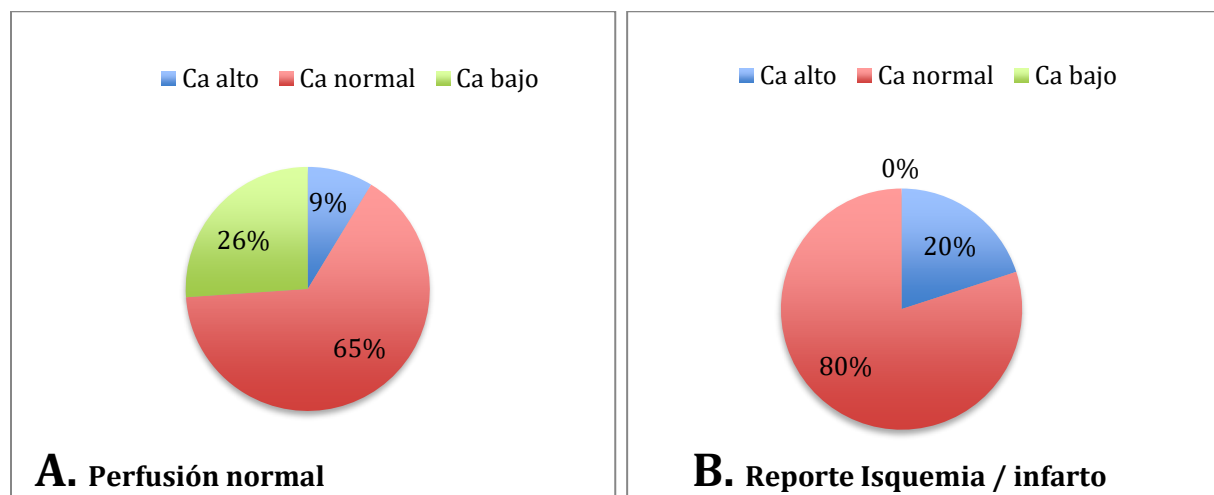 Ca alto Ca normal Ca bajo
9%
26%
65%
A. Perfusión normal
Ca alto Ca normal Ca bajo
0%
20%
80%
B. Reporte Isquemia / infarto